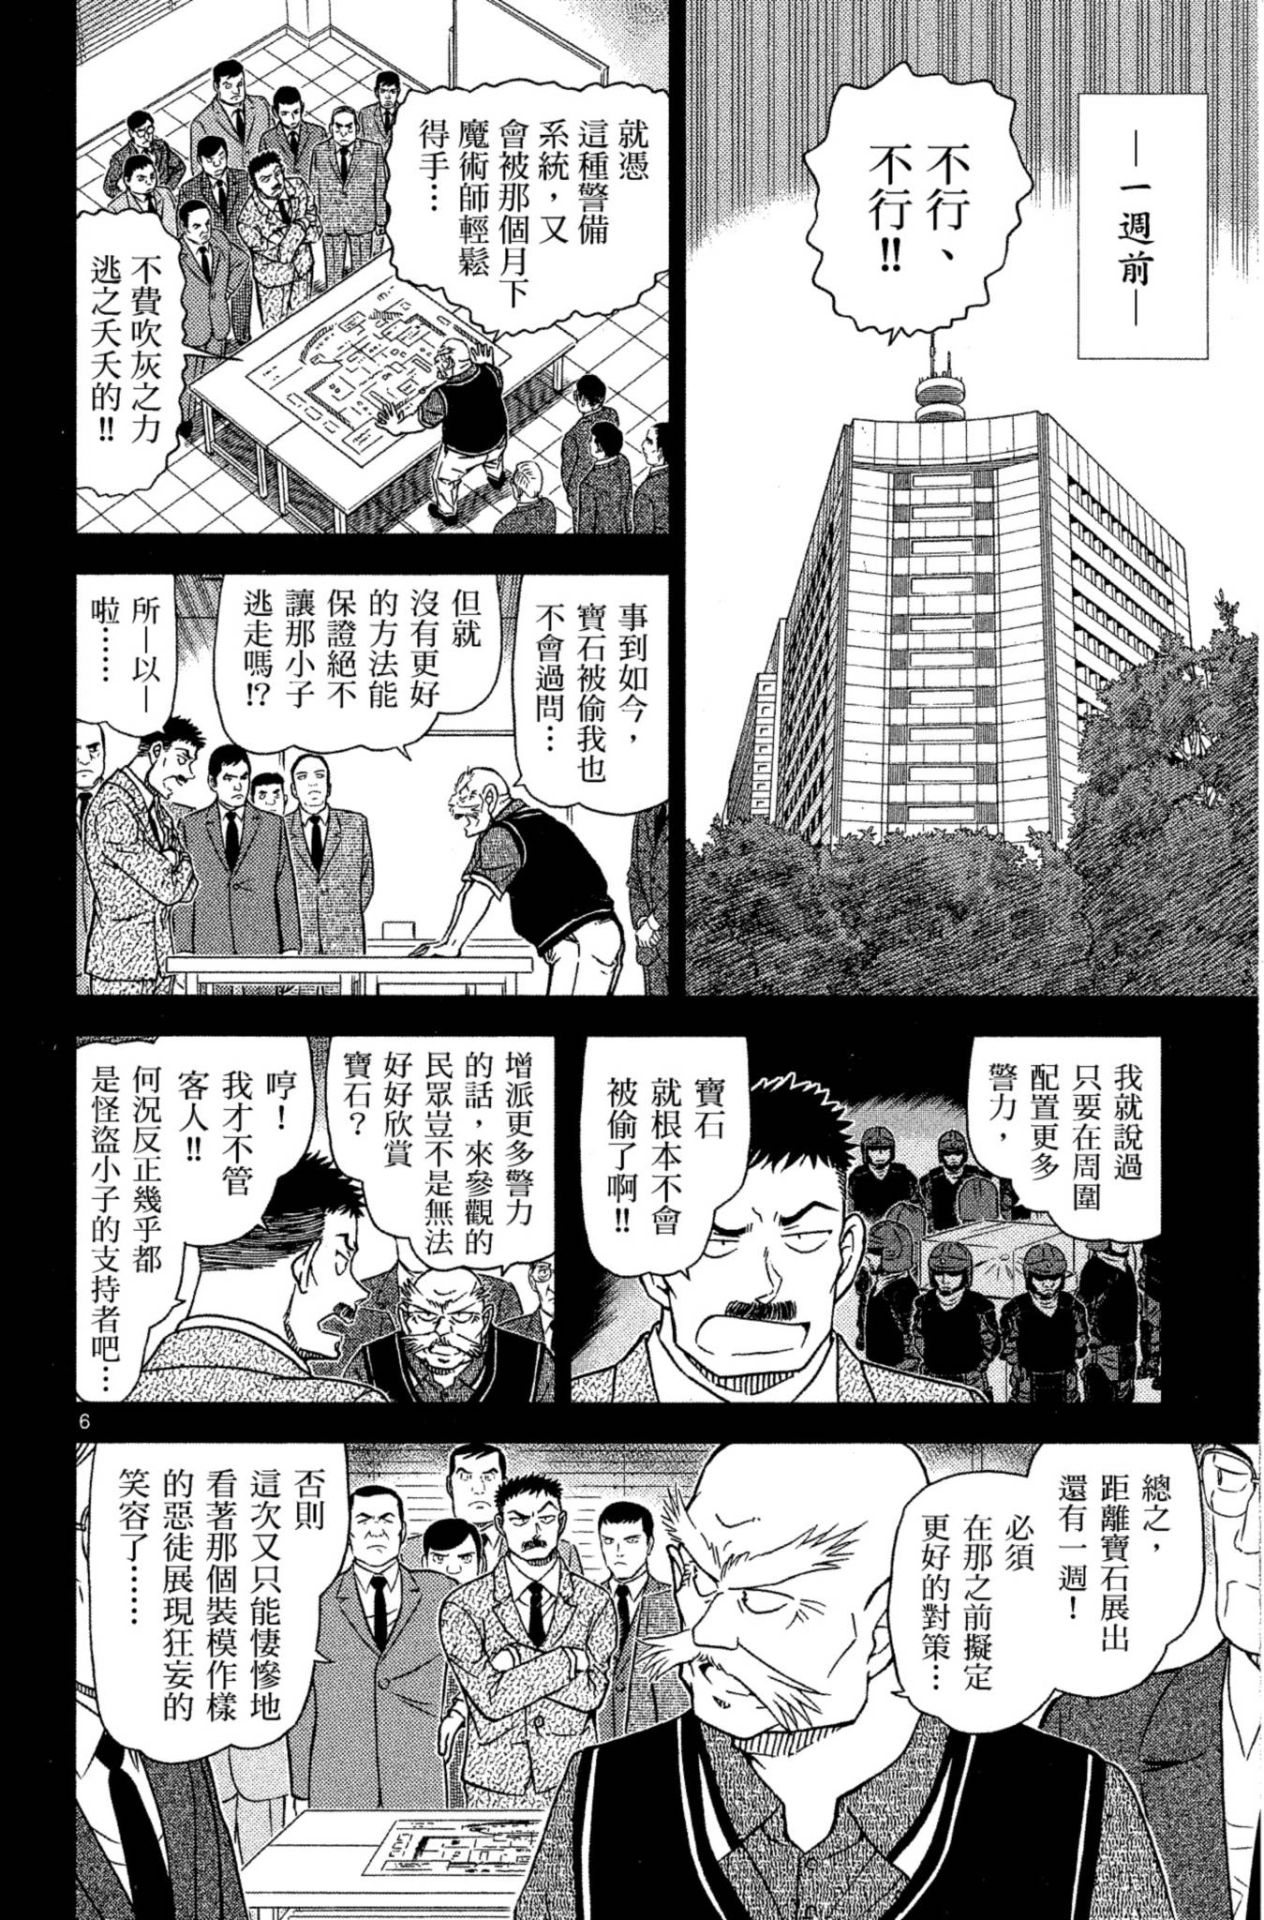 —一週前—
不行、
不行!!
就憑
這種警備
系統，又
會被那個月下
魔術師輕鬆
得手…
不費吹灰之力
逃之夭夭的!!
事到如今，
寶石被偷我也
不會過問…
但就
沒有更好
的方法能
保證絕不
讓那小子
逃走嗎!?
所—以—
啦……
我就說過
只要在周圍
配置更多
警力，
寶石
就根本不會
被偷了啊!!
增派更多警力
的話，來參觀的
民眾豈不是無法
好好欣賞
寶石？
哼！
我才不管
客人!!
何況反正幾乎都
是怪盜小子的支持者吧…
6
總之，
距離寶石展出
還有一週！
必須
在那之前擬定
更好的對策…
否則
這次又只能悽慘地
看著那個裝模作樣
的惡徒展現狂妄的
笑容了……